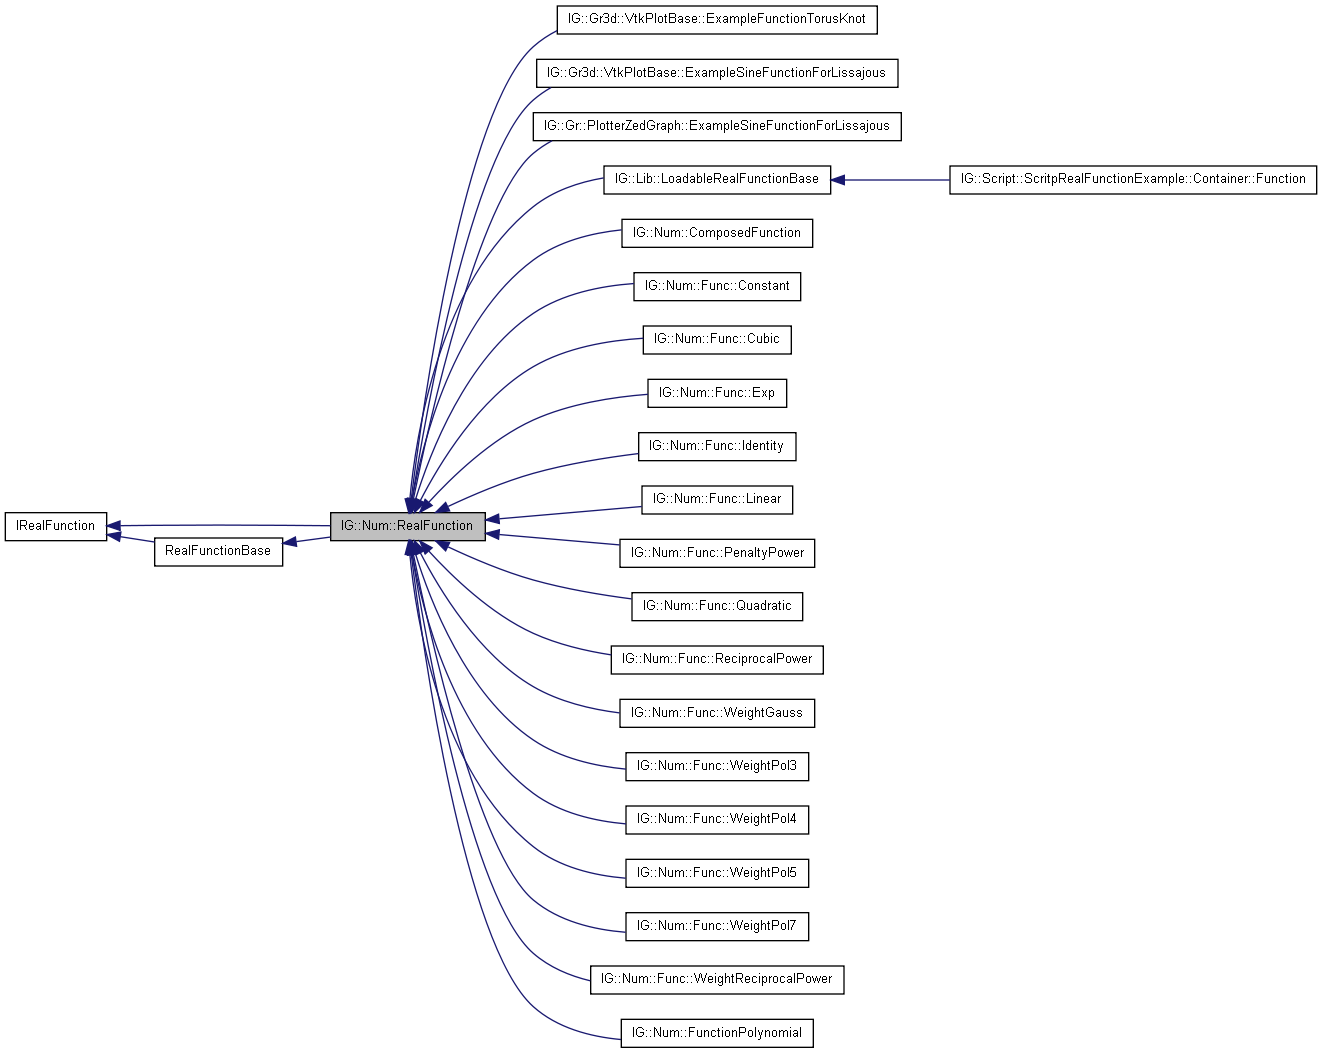 IG::Gr3d::VtkPlotBase::ExampleFunctionTorusKnot
IG::Gr3d::VtkPlotBase::ExampleSineFunctionForLissajous
IG::Gr::PlotterZedGraph::ExampleSineFunctionForLissajous
IG::Lib::LoadableRealFunctionBase
IG::Script::ScritpRealFunctionExample::Container::Function
IG::Num::ComposedFunction
IG::Num::Func::Constant
IG::Num::Func::Cubic
IG::Num::Func::Exp
IG::Num::Func::Identity
IG::Num::Func::Linear
IRealFunction
IG::Num::RealFunction
RealFunctionBase
IG::Num::Func::PenaltyPower
IG::Num::Func::Quadratic
IG::Num::Func::ReciprocalPower
IG::Num::Func::WeightGauss
IG::Num::Func::WeightPol3
IG::Num::Func::WeightPol4
IG::Num::Func::WeightPol5
IG::Num::Func::WeightPol7
IG::Num::Func::WeightReciprocalPower
IG::Num::FunctionPolynomial